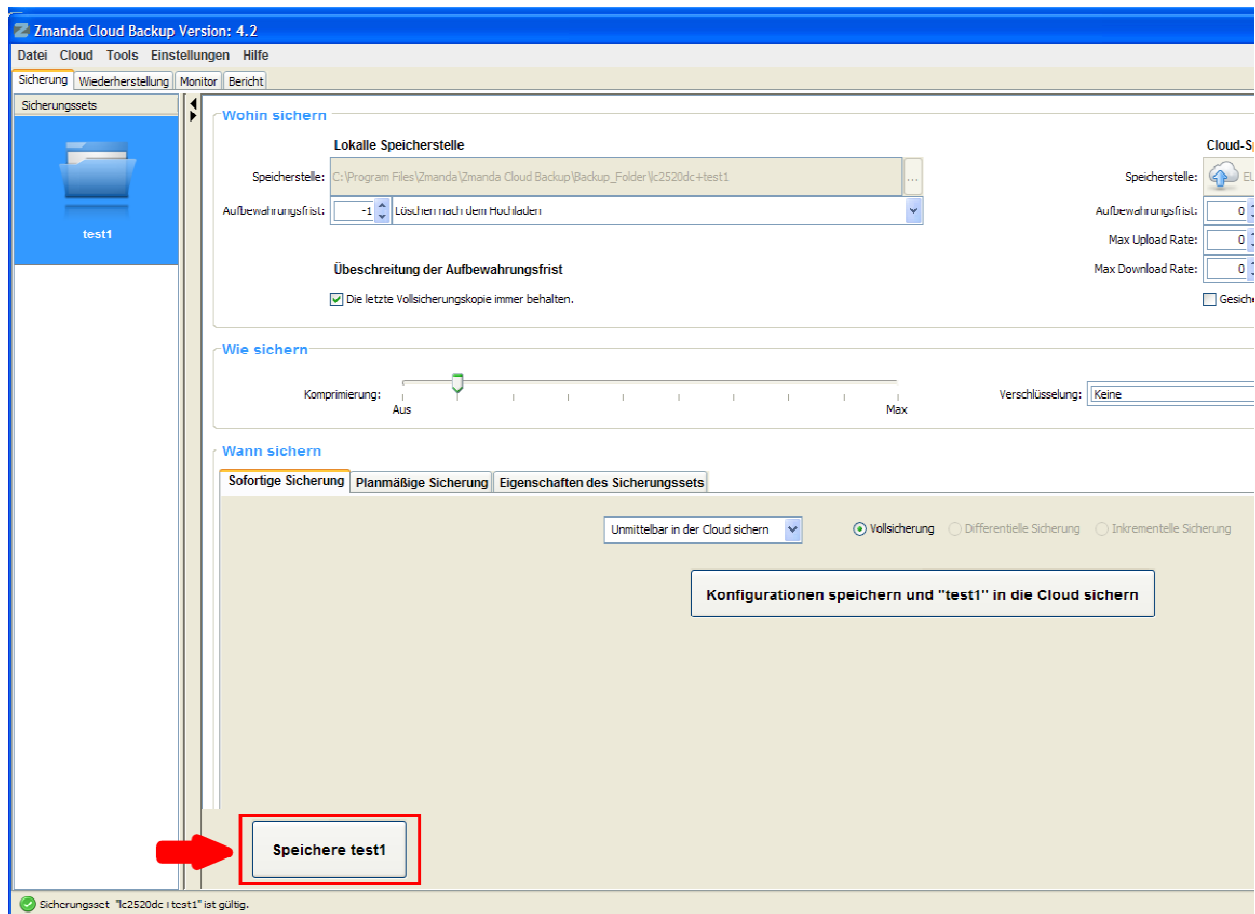 Zmanda Cloud Backup Version: 4.2
Datei Cloud Tools Einstellungen Hilfe
Sicherung Wiederherstellung Monitor Bericht
Sicherungssets
test1
Wohin sichern
Lokalle Speicherstelle
Speicherstelle: C:\Program Files\Zmanda\Zmanda Cloud Backup\Backup_Folder\lc2520dc+test1 ...
Aufbewahrungsfrist: -1 Löschen nach dem Hochladen
Übeschreitung der Aufbewahrungsfrist
Die letzte Vollsicherungskopie immer behalten.
Cloud-Sp
Speicherstelle: EU
Aufbewahrungsfrist: 0
Max Upload Rate: 0
Max Download Rate: 0
Gesiche
Wie sichern
Komprimierung:
Aus Max
Verschlüsselung: Keine
Wann sichern
Sofortige Sicherung Planmäßige Sicherung Eigenschaften des Sicherungssets
Unmittelbar in der Cloud sichern Vollsicherung Differentielle Sicherung Inkrementelle Sicherung
Konfigurationen speichern und "test1" in die Cloud sichern
Speichere test1
Sicherungsset "lc2520dc+test1" ist gültig.